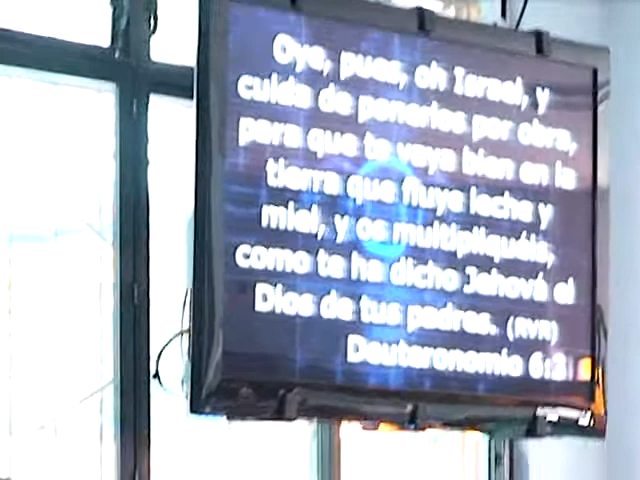 Oye, pues, oh Israel, y
cuida de ponerlos por obra,
para que te vaya bien en la
tierra que fluye leche y
miel, y os multipliquéis,
como te ha dicho Jehová el
Dios de tus padres. (RVR)
Deuteronomio 6:3